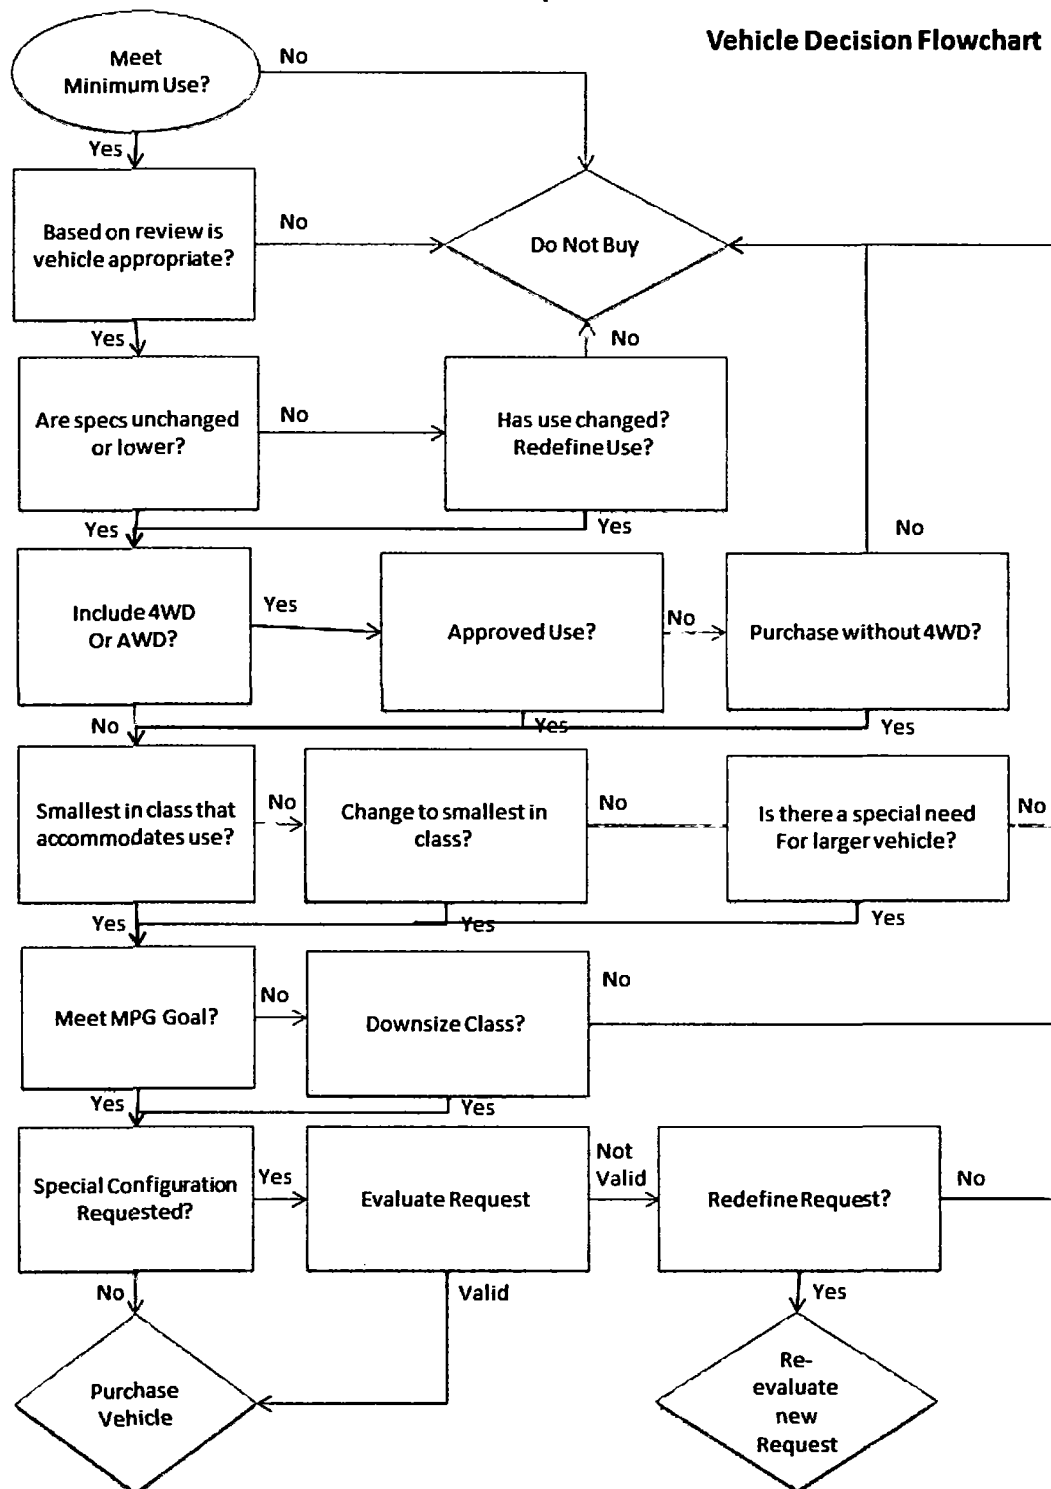 Vehicle Decision Flowchart
Meet
Minimum Use?
No
Yes
Based on review is
vehicle appropriate?
No
Do Not Buy
Yes
No
Are specs unchanged
or lower?
No
Has use changed?
Redefine Use?
Yes
Yes
No
Include 4WD
Or AWD?
Yes
Approved Use?
No
Purchase without 4WD?
No
Yes
Yes
Smallest in class that
accommodates use?
No
Change to smallest in
class?
No
Is there a special need
For larger vehicle?
No
Yes
Yes
Yes
Meet MPG Goal?
No
Downsize Class?
No
Yes
Yes
Special Configuration
Requested?
Yes
Evaluate Request
Not
Valid
Redefine Request?
No
No
Valid
Yes
Purchase
Vehicle
Re-
evaluate
new
Request